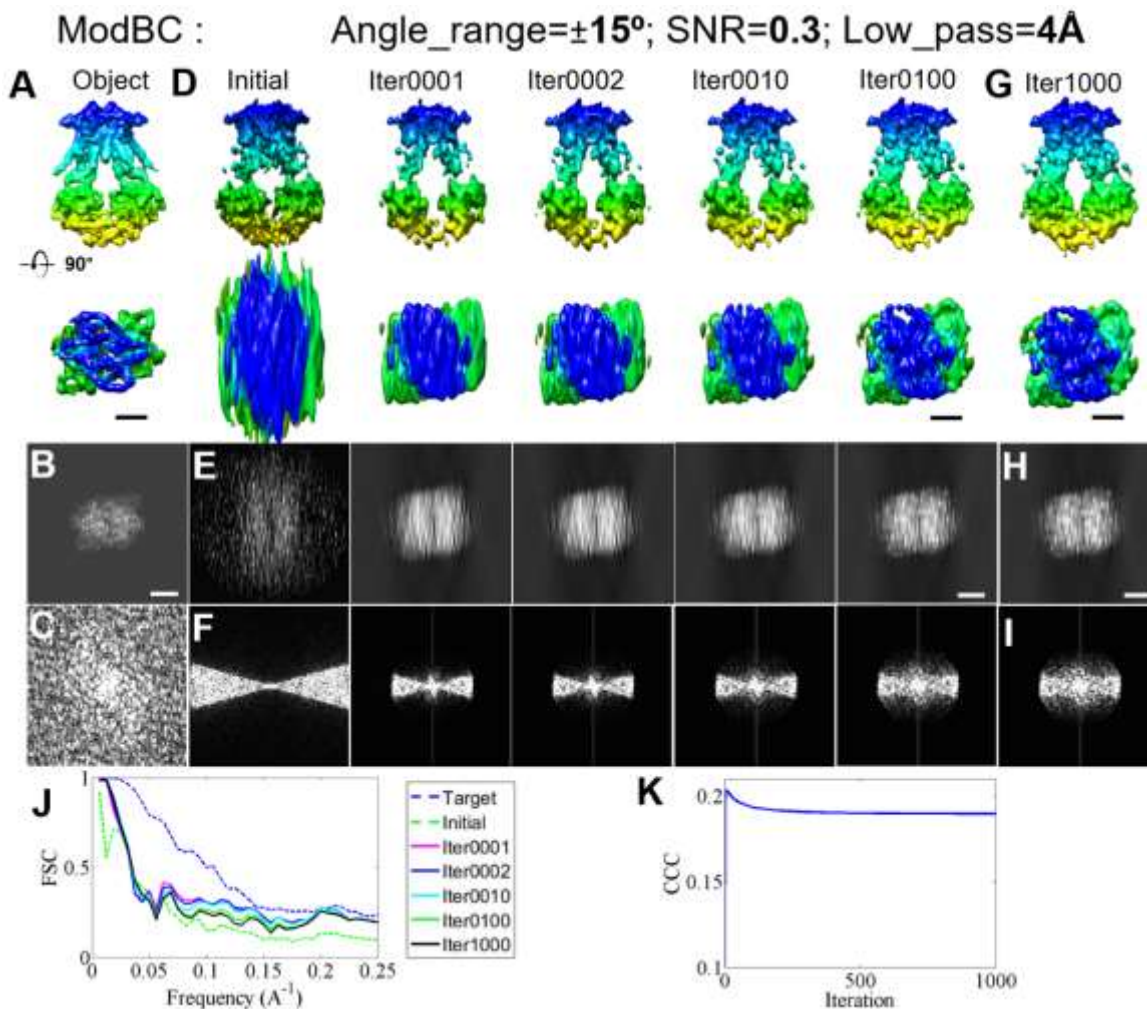 ModBC : Angle_range=±15º; SNR=0.3; Low_pass=4Å
A Object D Initial Iter0001 Iter0002 Iter0010 Iter0100 G Iter1000
90°
B E H
C F I
J
1
0.5
0
FSC
0 0.05 0.1 0.15 0.2 0.25
Frequency (A⁻¹)
Target
Initial
Iter0001
Iter0002
Iter0010
Iter0100
Iter1000
K
0.2
0.15
0.1
CCC
0 500 1000
Iteration